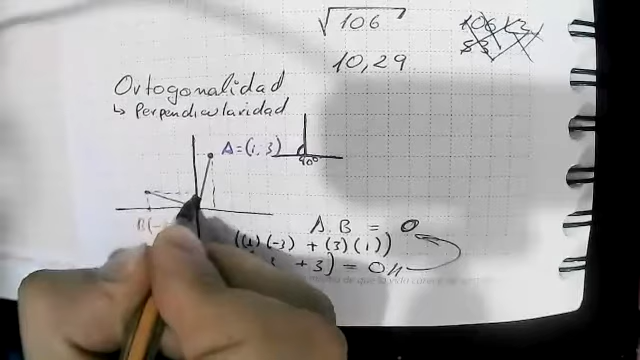 √106
10,29
Ortogonalidad
↳ Perpendicularidad
A=(1,3)
90°
B(-
A.B = 0
((1)(-3) + (3)(1))
+3) = 0